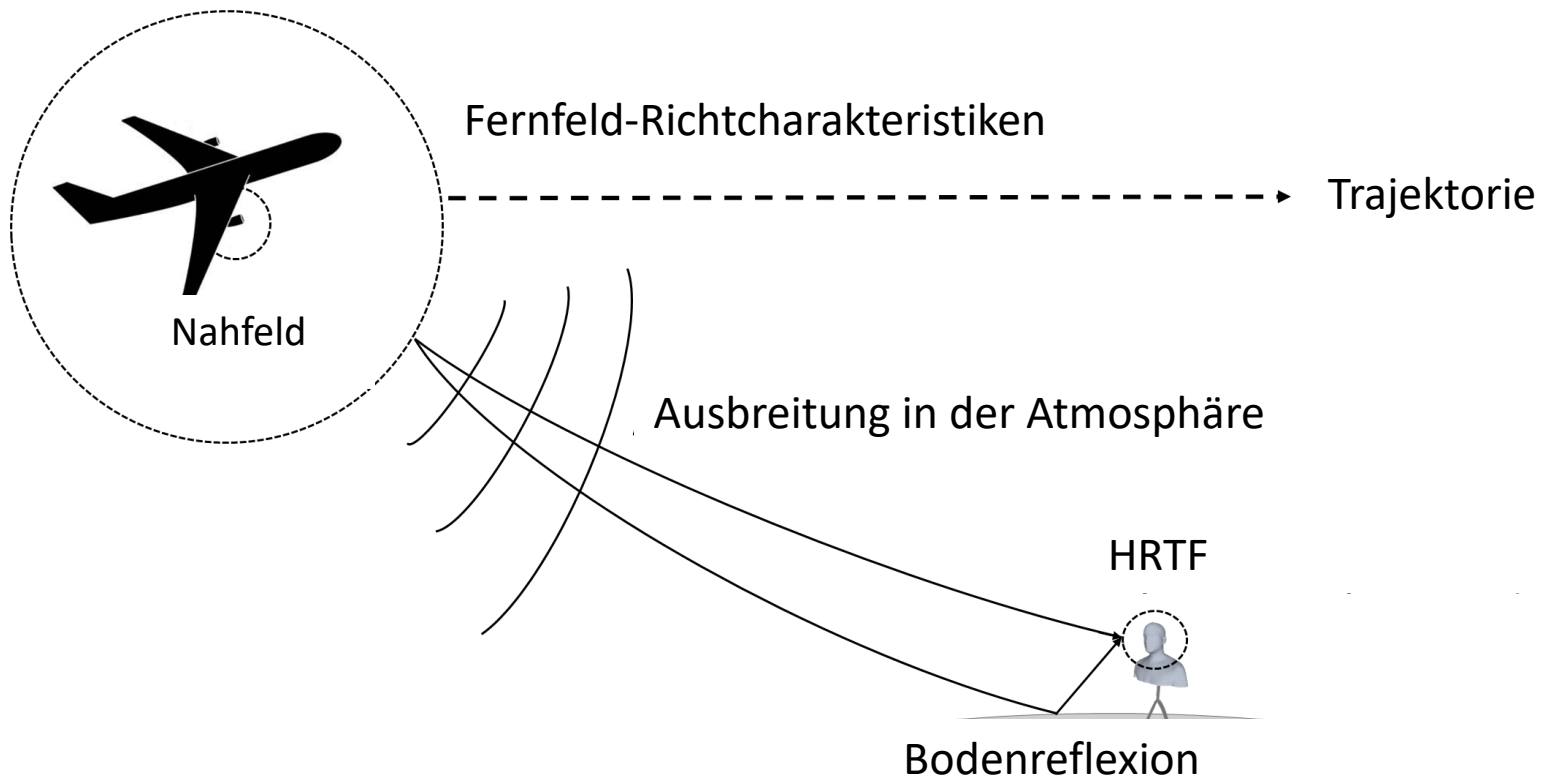 Fernfeld-Richtcharakteristiken
Trajektorie
Nahfeld
Ausbreitung in der Atmosphäre
HRTF
Bodenreflexion